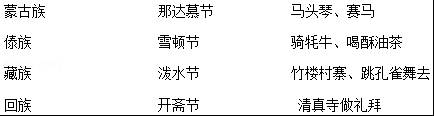 蒙古族 那达慕节 马头琴、赛马
傣族 雪顿节 骑牦牛、喝酥油茶
藏族 泼水节 竹楼村寨、跳孔雀舞去
回族 开斋节 清真寺做礼拜